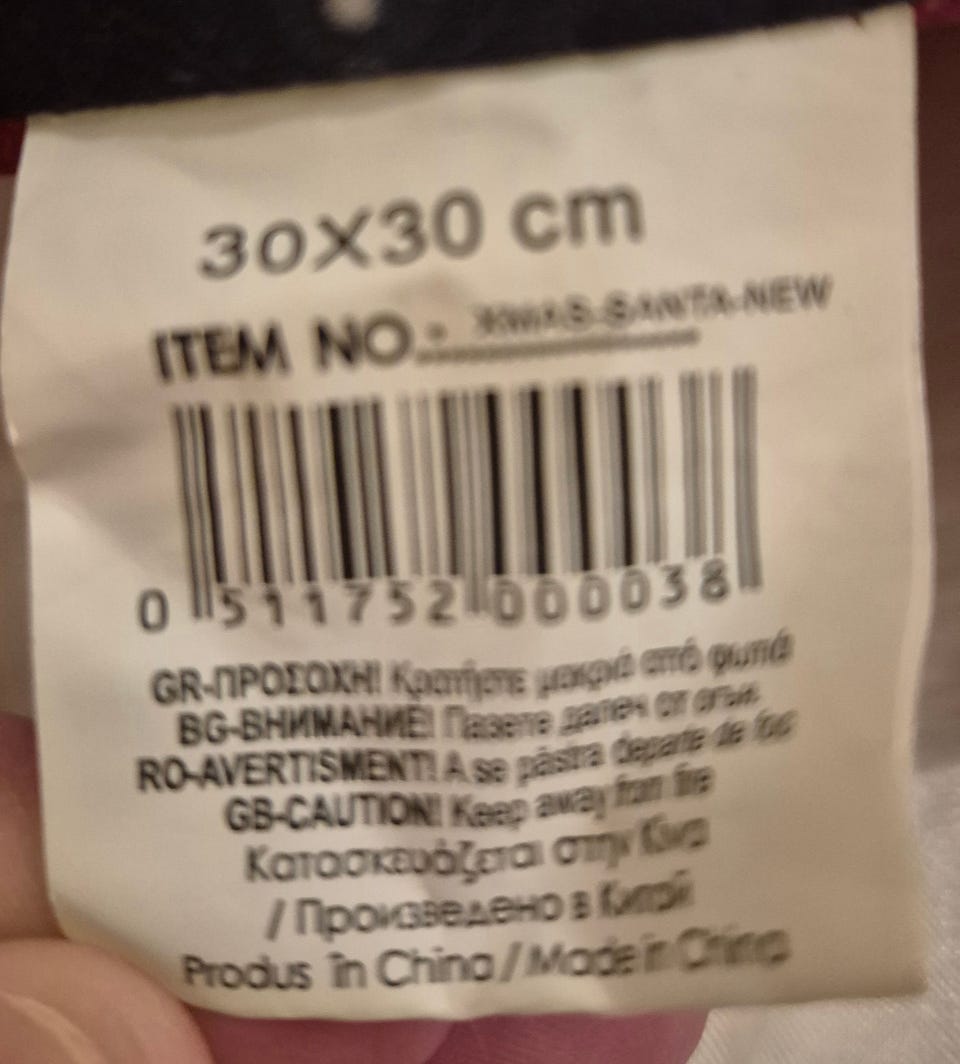 30X30 cm
ITEM NO. XMAS-SANTA-NEW
0 511752 000038
GR-ΠΡΟΣΟΧΗ! Κρατήστε μακριά από φωτιά
BG-ВНИМАНИЕ! Пазете далеч от огън.
RO-AVERTISMENT! A se păstra departe de foc
GB-CAUTION! Keep away from fire
Κατασκευάζεται στην Κίνα
/ Произведено в Китай
Produs în China / Made in China